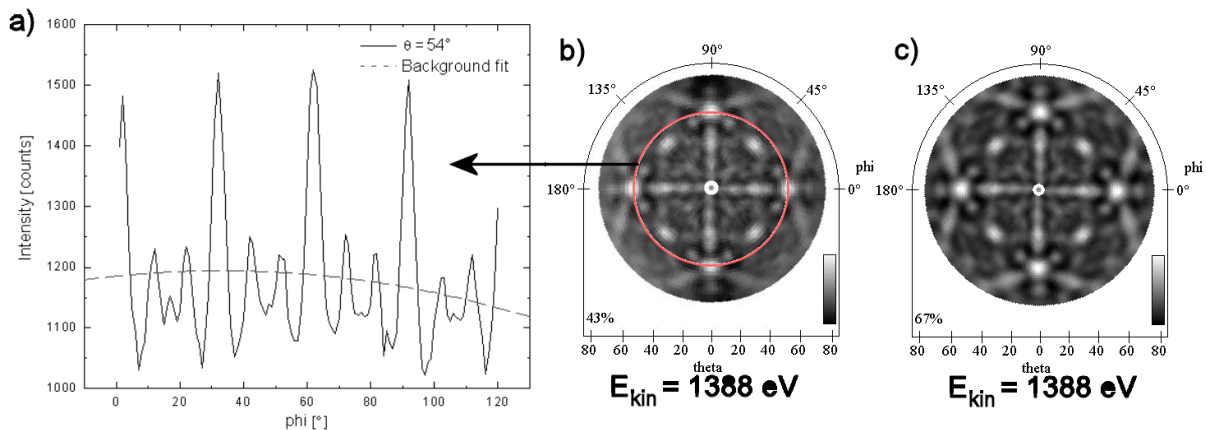 a)
1600
1500
1400
1300
1200
1100
1000
Intensity [counts]
θ = 54°
Background fit
0 20 40 60 80 100 120
phi [°]
b)
90°
135°
45°
phi
180°
0°
43%
80 60 40 20 0 20 40 60 80
theta
E_kin = 1388 eV
c)
90°
135°
45°
phi
180°
0°
67%
80 60 40 20 0 20 40 60 80
theta
E_kin = 1388 eV